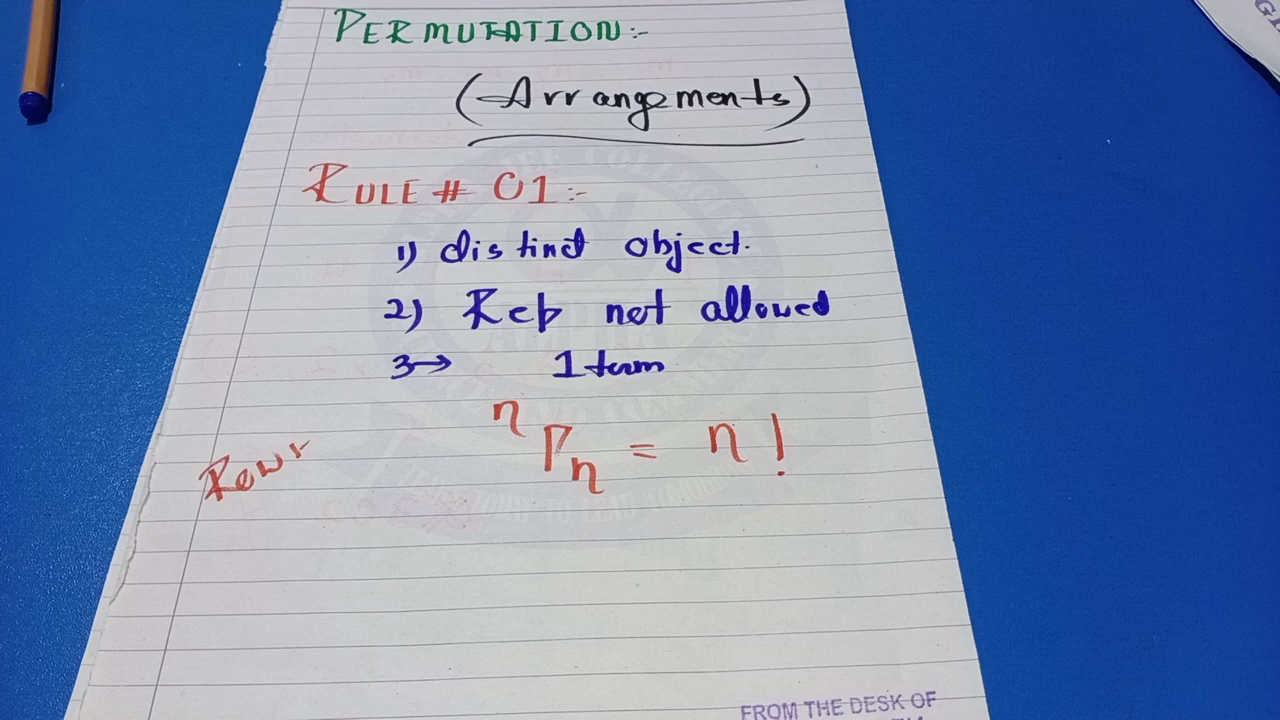 PERMUTATION:-
(Arrangements)
RULE # 01:-
1) distinct object.
2) Rep not allowed
3→ 1 term
ⁿPₙ = n!
FROM THE DESK OF